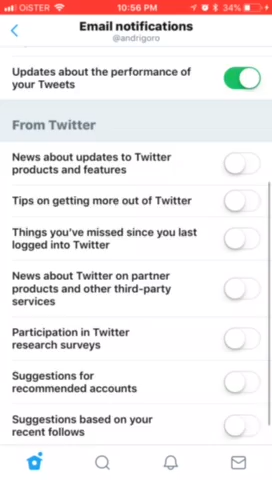 OISTER 10:56 PM 34%
Email notifications
@andrigoro
Updates about the performance of
your Tweets
From Twitter
News about updates to Twitter
products and features
Tips on getting more out of Twitter
Things you've missed since you last
logged into Twitter
News about Twitter on partner
products and other third-party
services
Participation in Twitter
research surveys
Suggestions for
recommended accounts
Suggestions based on your
recent follows